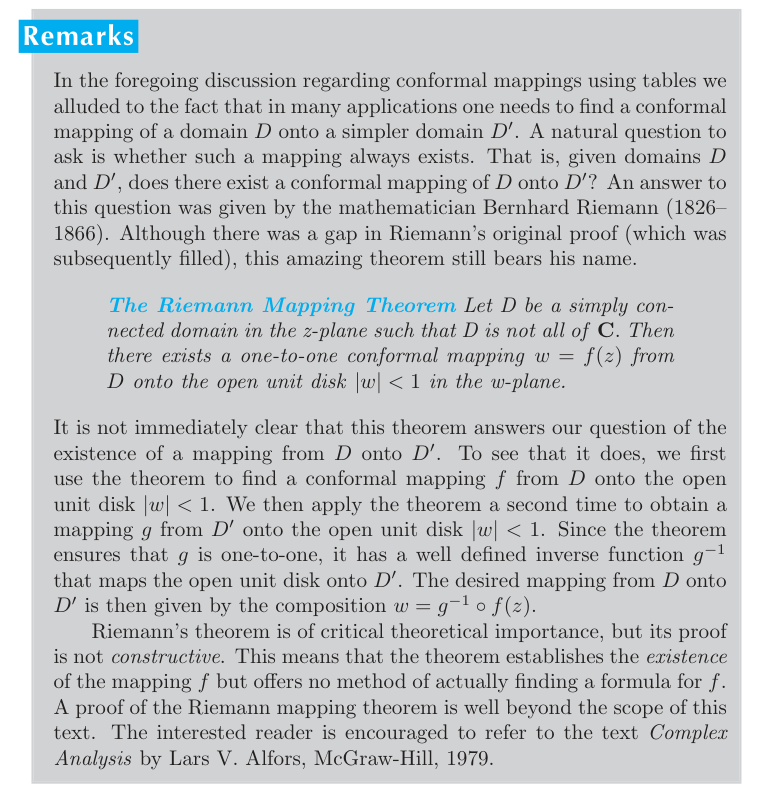 Remarks
In the foregoing discussion regarding conformal mappings using tables we
alluded to the fact that in many applications one needs to find a conformal
mapping of a domain D onto a simpler domain D′. A natural question to
ask is whether such a mapping always exists. That is, given domains D
and D′, does there exist a conformal mapping of D onto D′? An answer to
this question was given by the mathematician Bernhard Riemann (1826–
1866). Although there was a gap in Riemann's original proof (which was
subsequently filled), this amazing theorem still bears his name.
The Riemann Mapping Theorem Let D be a simply con-
nected domain in the z-plane such that D is not all of C. Then
there exists a one-to-one conformal mapping w = f(z) from
D onto the open unit disk |w| < 1 in the w-plane.
It is not immediately clear that this theorem answers our question of the
existence of a mapping from D onto D′. To see that it does, we first
use the theorem to find a conformal mapping f from D onto the open
unit disk |w| < 1. We then apply the theorem a second time to obtain a
mapping g from D′ onto the open unit disk |w| < 1. Since the theorem
ensures that g is one-to-one, it has a well defined inverse function g⁻¹
that maps the open unit disk onto D′. The desired mapping from D onto
D′ is then given by the composition w = g⁻¹ ∘ f(z).
Riemann's theorem is of critical theoretical importance, but its proof
is not constructive. This means that the theorem establishes the existence
of the mapping f but offers no method of actually finding a formula for f.
A proof of the Riemann mapping theorem is well beyond the scope of this
text. The interested reader is encouraged to refer to the text Complex
Analysis by Lars V. Alfors, McGraw-Hill, 1979.